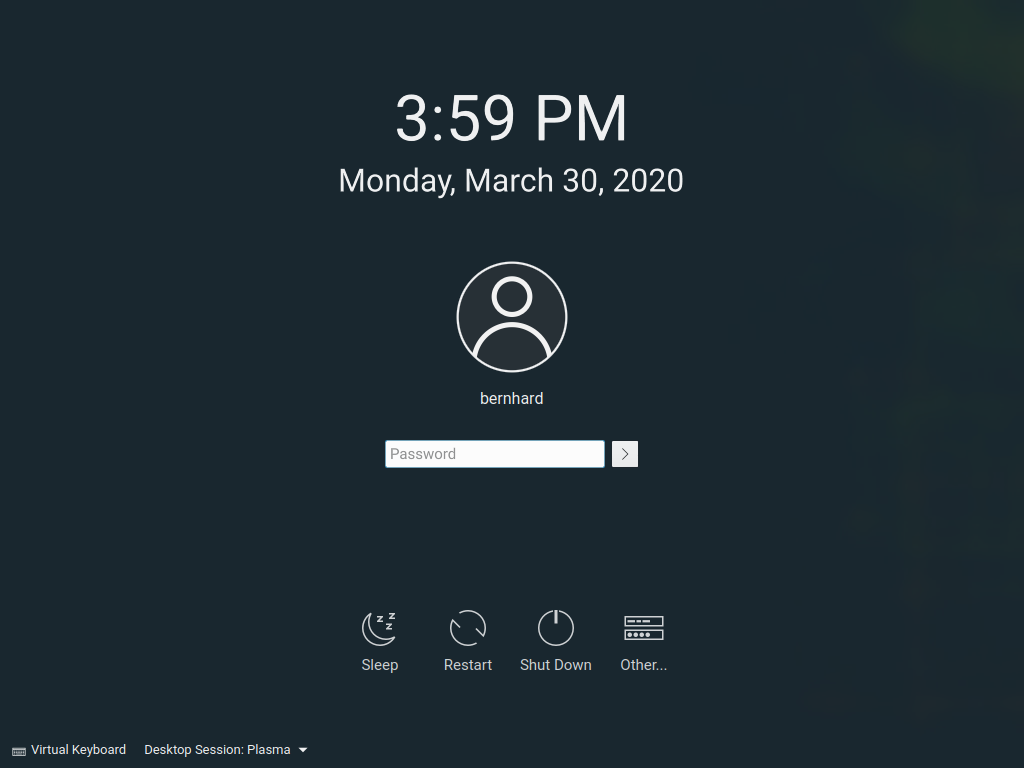 3:59 PM
Monday, March 30, 2020
bernhard
Password
Sleep Restart Shut Down Other...
Virtual Keyboard Desktop Session: Plasma